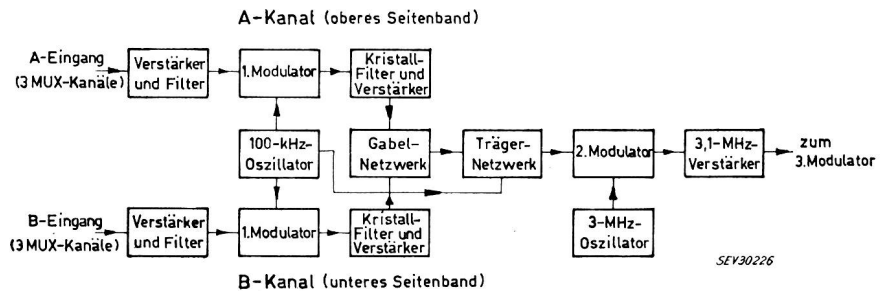 A-Kanal (oberes Seitenband)
A-Eingang
(3 MUX-Kanäle)
Verstärker
und Filter
1.Modulator
Kristall-
Filter und
Verstärker
100-kHz-
Oszillator
Gabel-
Netzwerk
Träger-
Netzwerk
2.Modulator
3,1-MHz-
Verstärker
zum
3.Modulator
B-Eingang
(3 MUX-Kanäle)
Verstärker
und Filter
1.Modulator
Kristall-
Filter und
Verstärker
3-MHz-
Oszillator
B-Kanal (unteres Seitenband)
SEV30226